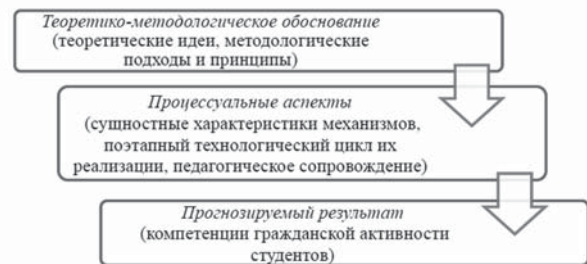 Теоретико-методологическое обоснование
(теоретические идеи, методологические
подходы и принципы)
Процессуальные аспекты
(сущностные характеристики механизмов,
поэтапный технологический цикл их
реализации, педагогическое сопровождение)
Прогнозируемый результат
(компетенции гражданской активности
студентов)